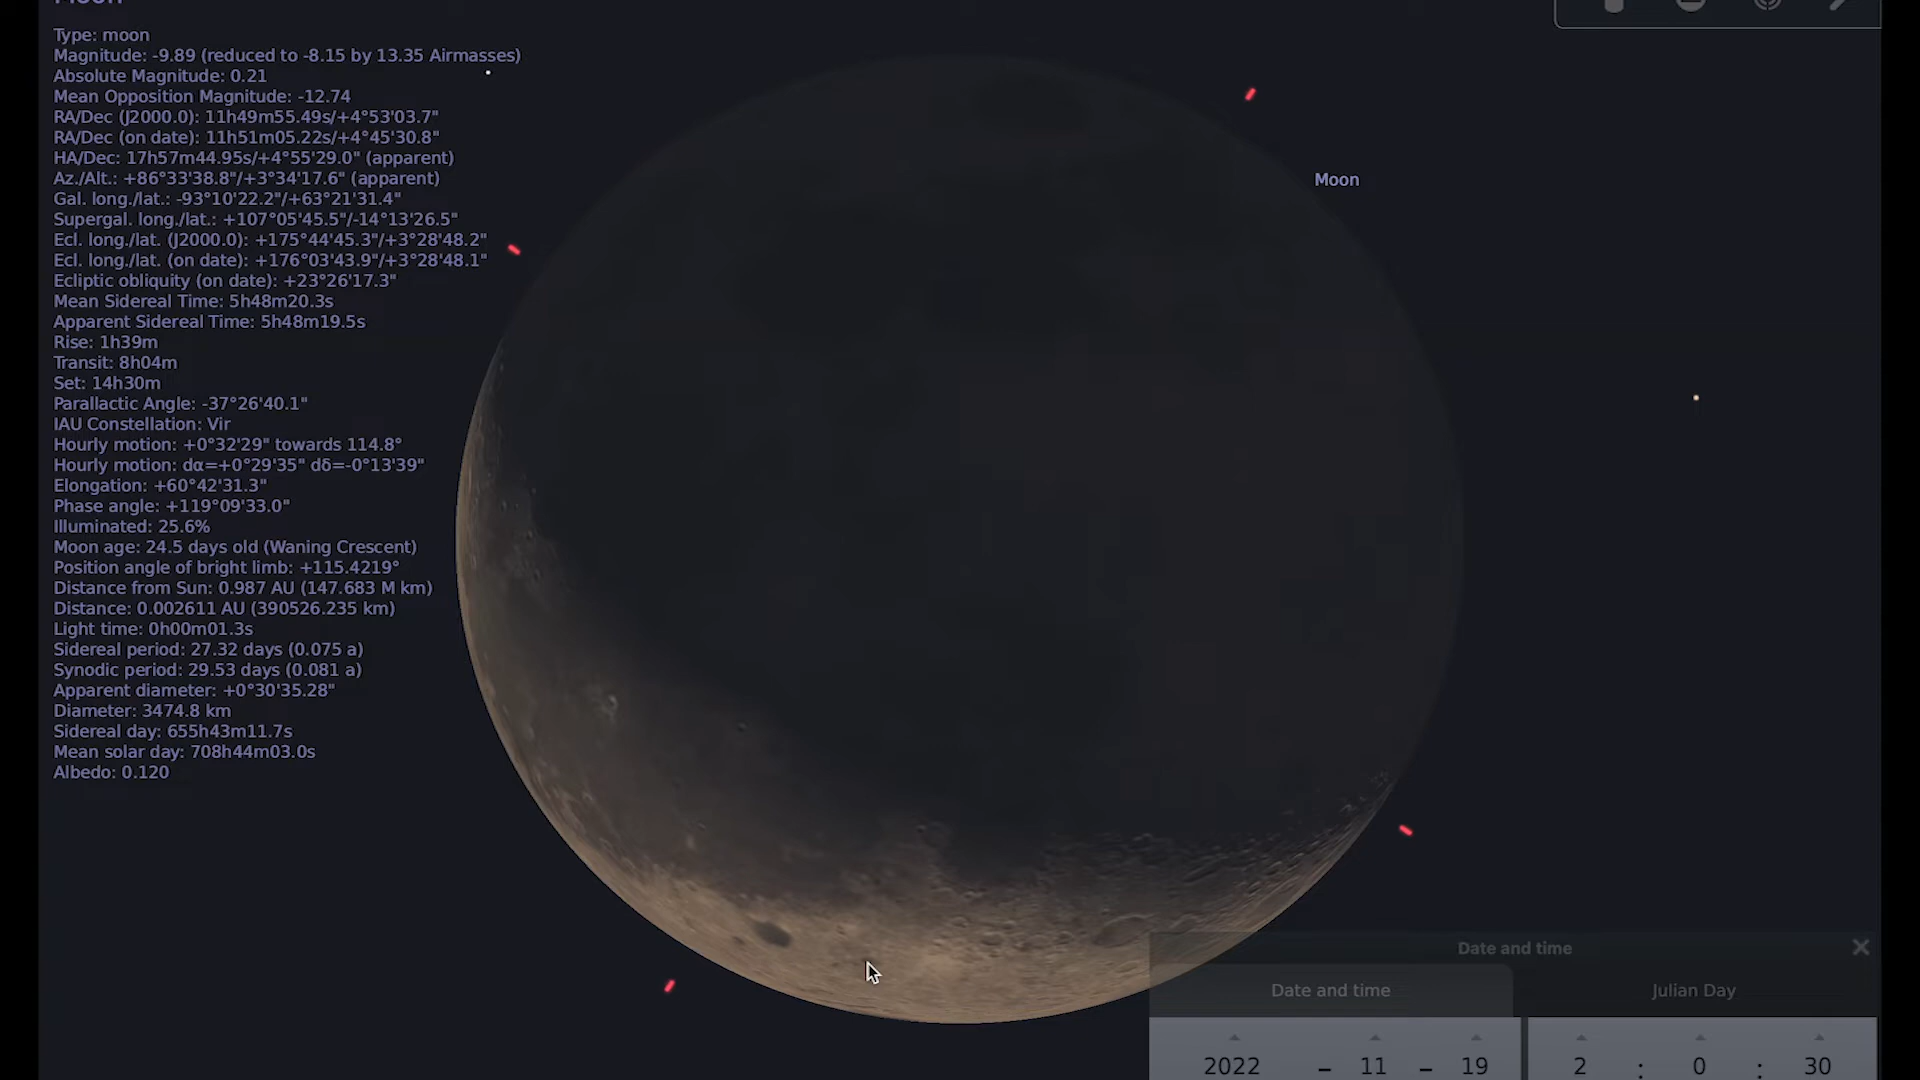 Moon
Type: moon
Magnitude: -9.89 (reduced to -8.15 by 13.35 Airmasses)
Absolute Magnitude: 0.21
Mean Opposition Magnitude: -12.74
RA/Dec (J2000.0): 11h49m55.49s/+4°53'03.7"
RA/Dec (on date): 11h51m05.22s/+4°45'30.8"
HA/Dec: 17h57m44.95s/+4°55'29.0" (apparent)
Az./Alt.: +86°33'38.8"/+3°34'17.6" (apparent)
Gal. long./lat.: -93°10'22.2"/+63°21'31.4"
Supergal. long./lat.: +107°05'45.5"/-14°13'26.5"
Ecl. long./lat. (J2000.0): +175°44'45.3"/+3°28'48.2"
Ecl. long./lat. (on date): +176°03'43.9"/+3°28'48.1"
Ecliptic obliquity (on date): +23°26'17.3"
Mean Sidereal Time: 5h48m20.3s
Apparent Sidereal Time: 5h48m19.5s
Rise: 1h39m
Transit: 8h04m
Set: 14h30m
Parallactic Angle: -37°26'40.1"
IAU Constellation: Vir
Hourly motion: +0°32'29" towards 114.8°
Hourly motion: dα=+0°29'35" dδ=-0°13'39"
Elongation: +60°42'31.3"
Phase angle: +119°09'33.0"
Illuminated: 25.6%
Moon age: 24.5 days old (Waning Crescent)
Position angle of bright limb: +115.4219°
Distance from Sun: 0.987 AU (147.683 M km)
Distance: 0.002611 AU (390526.235 km)
Light time: 0h00m01.3s
Sidereal period: 27.32 days (0.075 a)
Synodic period: 29.53 days (0.081 a)
Apparent diameter: +0°30'35.28"
Diameter: 3474.8 km
Sidereal day: 655h43m11.7s
Mean solar day: 708h44m03.0s
Albedo: 0.120
Moon
Date and time
Date and time Julian Day
2022 – 11 – 19 2 : 0 : 30